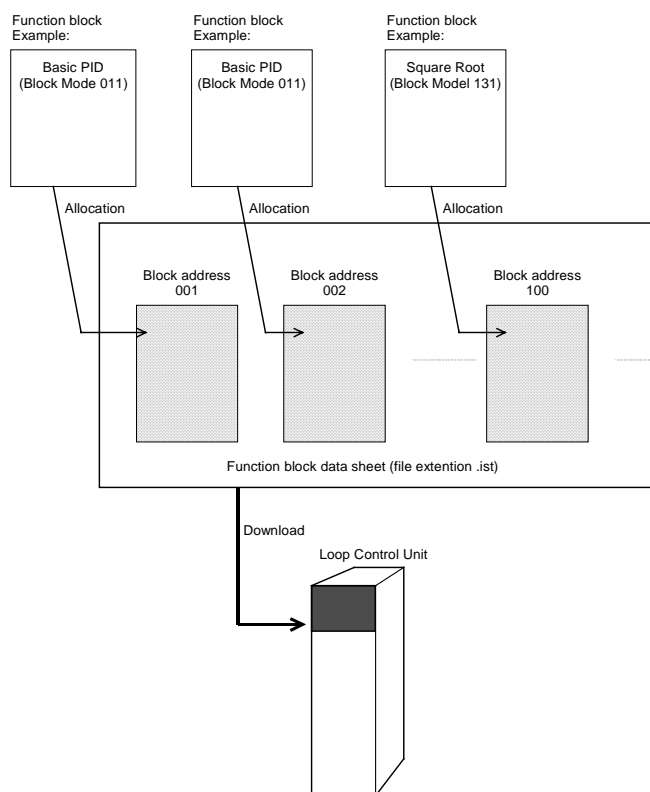 Function block
Example:
Function block
Example:
Function block
Example:
Basic PID
(Block Mode 011)
Basic PID
(Block Mode 011)
Square Root
(Block Model 131)
Allocation
Allocation
Allocation
Block address
001
Block address
002
Block address
100
Function block data sheet (file extention .ist)
Download
Loop Control Unit